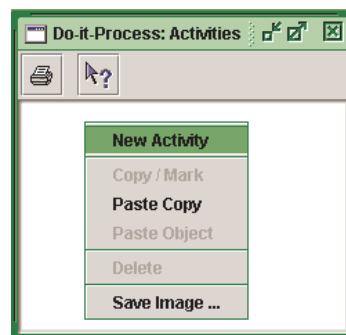 Do-it-Process: Activities
?
New Activity
Copy / Mark
Paste Copy
Paste Object
Delete
Save Image ...